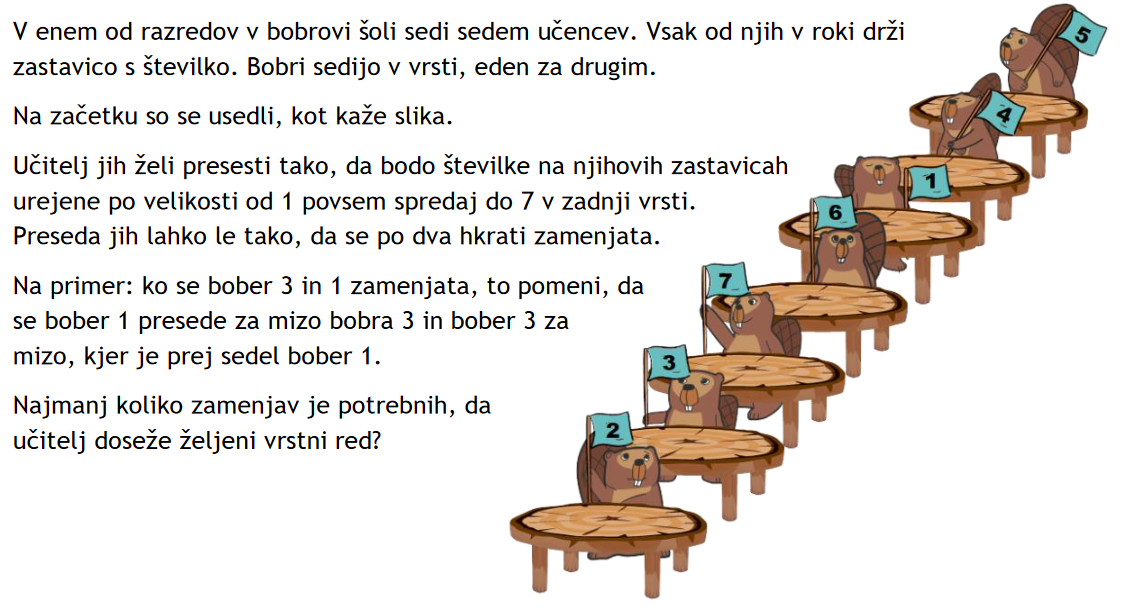 V enem od razredov v bobrovi šoli sedi sedem učencev. Vsak od njih v roki drži
zastavico s številko. Bobri sedijo v vrsti, eden za drugim.
Na začetku so se usedli, kot kaže slika.
Učitelj jih želi presesti tako, da bodo številke na njihovih zastavicah
urejene po velikosti od 1 povsem spredaj do 7 v zadnji vrsti.
Preseda jih lahko le tako, da se po dva hkrati zamenjata.
Na primer: ko se bober 3 in 1 zamenjata, to pomeni, da
se bober 1 presede za mizo bobra 3 in bober 3 za
mizo, kjer je prej sedel bober 1.
Najmanj koliko zamenjav je potrebnih, da
učitelj doseže željeni vrstni red?
5
4
1
6
7
3
2